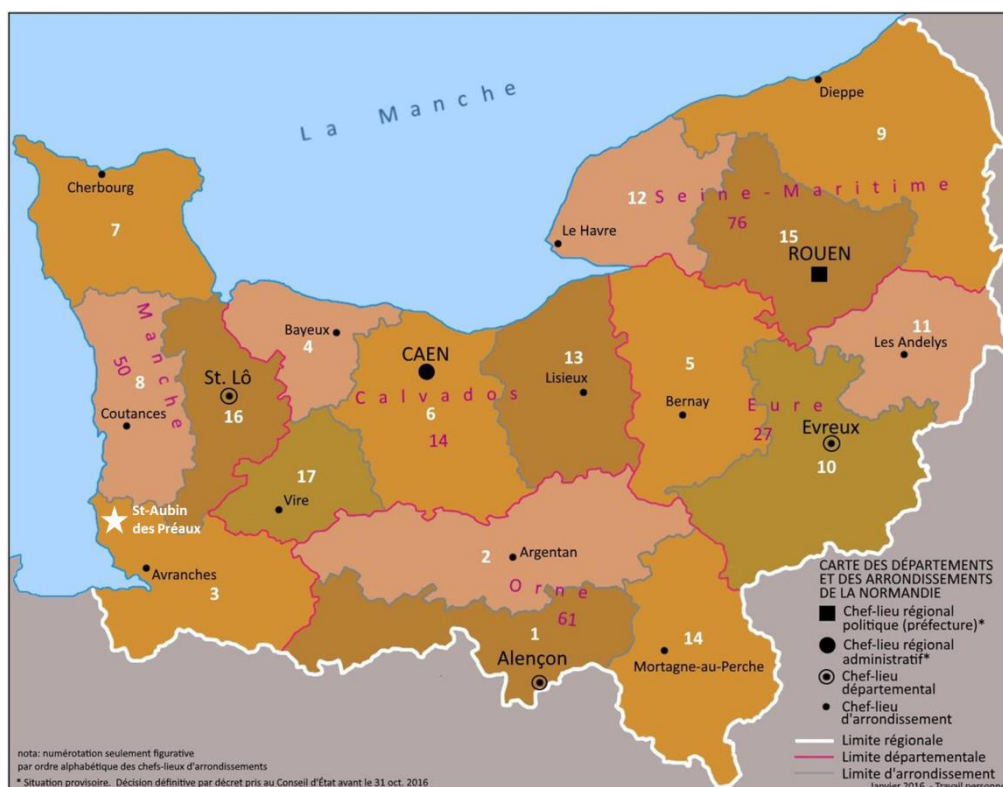 La Manche
Dieppe
9
Cherbourg
7
12
Seine-Maritime
76
15
Le Havre
ROUEN
Manche
50
8
Coutances
Bayeux
4
St. Lô
16
CAEN
Calvados
6
14
13
Lisieux
5
Bernay
11
Les Andelys
Eure
27
Evreux
10
17
Vire
St-Aubin
des Préaux
Avranches
3
2
Argentan
Orne
61
1
Alençon
14
Mortagne-au-Perche
CARTE DES DÉPARTEMENTS
ET DES ARRONDISSEMENTS
DE LA NORMANDIE
Chef-lieu régional
politique (préfecture)*
Chef-lieu régional
administratif*
Chef-lieu
départemental
Chef-lieu
d'arrondissement
Limite régionale
Limite départementale
Limite d'arrondissement
nota: numérotation seulement figurative
par ordre alphabétique des chefs-lieux d'arrondissements
* Situation provisoire. Décision définitive par décret pris au Conseil d'État avant le 31 oct. 2016
Janvier 2016 - Travail personne